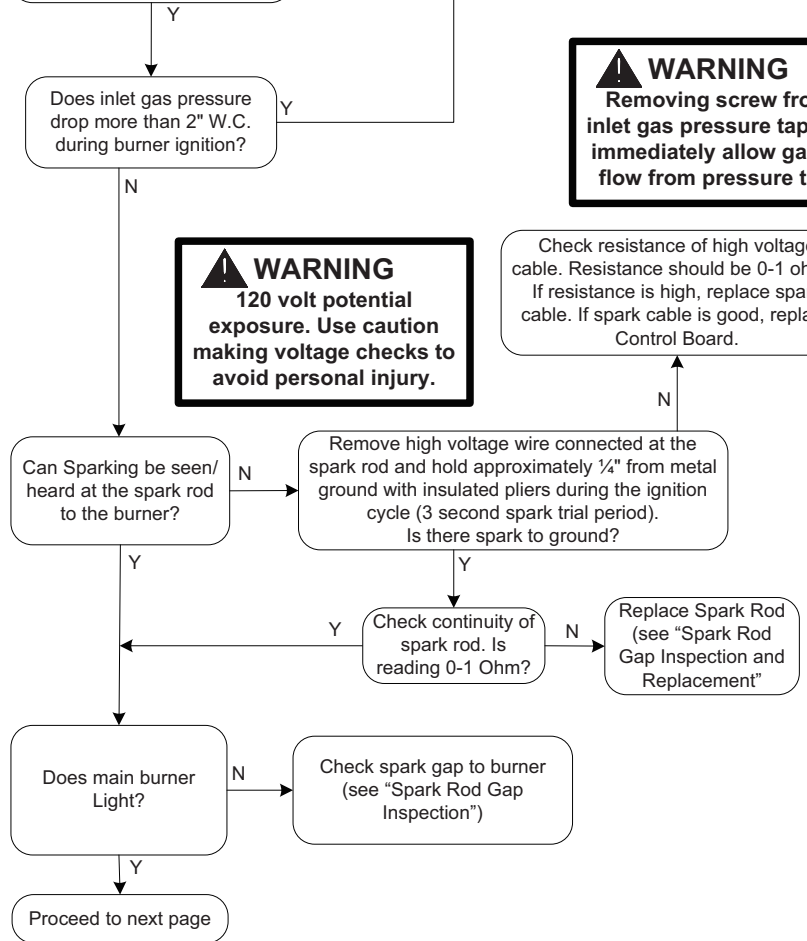 Y
Does inlet gas pressure
drop more than 2" W.C.
during burner ignition?
Y
N
WARNING
Removing screw
inlet gas pressure tap
immediately allow
flow from pressure
WARNING
120 volt potential
exposure. Use caution
making voltage checks to
avoid personal injury.
Check resistance of high
cable. Resistance should be 0-1
If resistance is high, replace
cable. If spark cable is good,
Control Board.
N
Can Sparking be seen/
heard at the spark rod
to the burner?
N
Remove high voltage wire connected at the
spark rod and hold approximately ¼" from metal
ground with insulated pliers during the ignition
cycle (3 second spark trial period).
Is there spark to ground?
Y
Y
Check continuity of
spark rod. Is
reading 0-1 Ohm?
Y
N
Replace Spark Rod
(see “Spark Rod
Gap Inspection and
Replacement”
Does main burner
Light?
N
Check spark gap to burner
(see “Spark Rod Gap
Inspection”)
Y
Proceed to next page